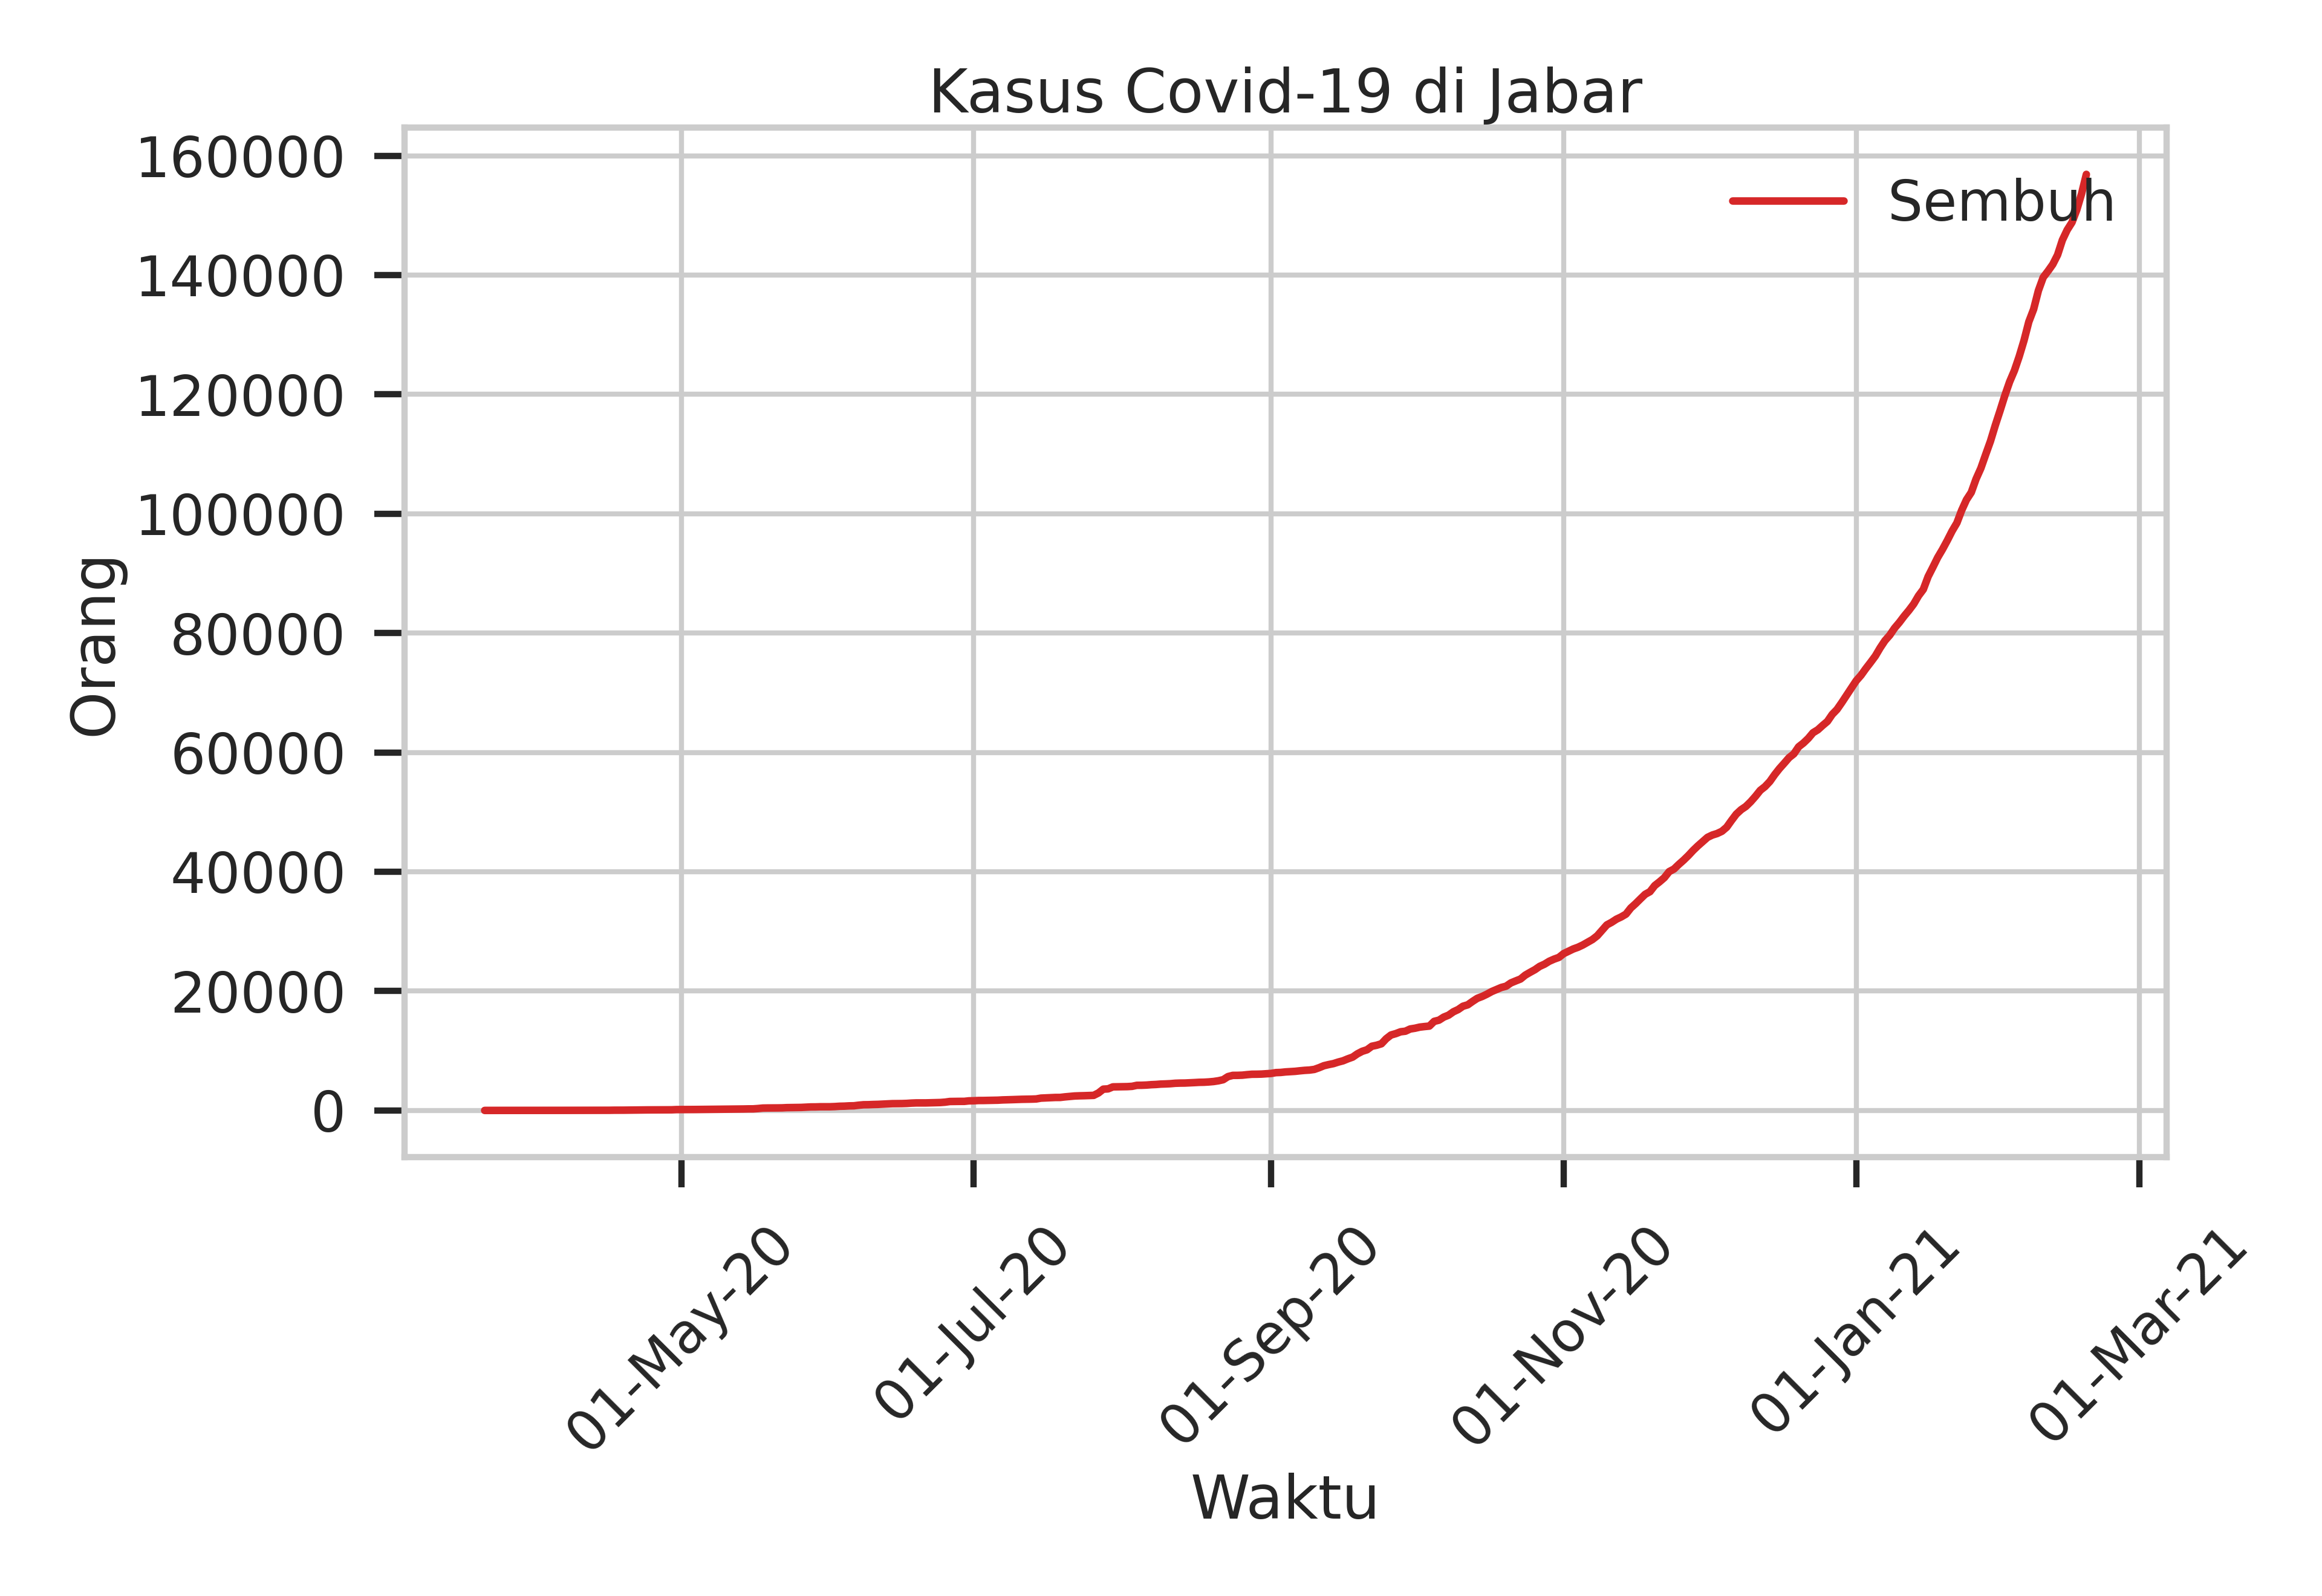 Kasus Covid-19 di Jabar
Sembuh
160000
140000
120000
100000
80000
60000
40000
20000
0
Orang
01-May-20
01-Jul-20
01-Sep-20
01-Nov-20
01-Jan-21
01-Mar-21
Waktu